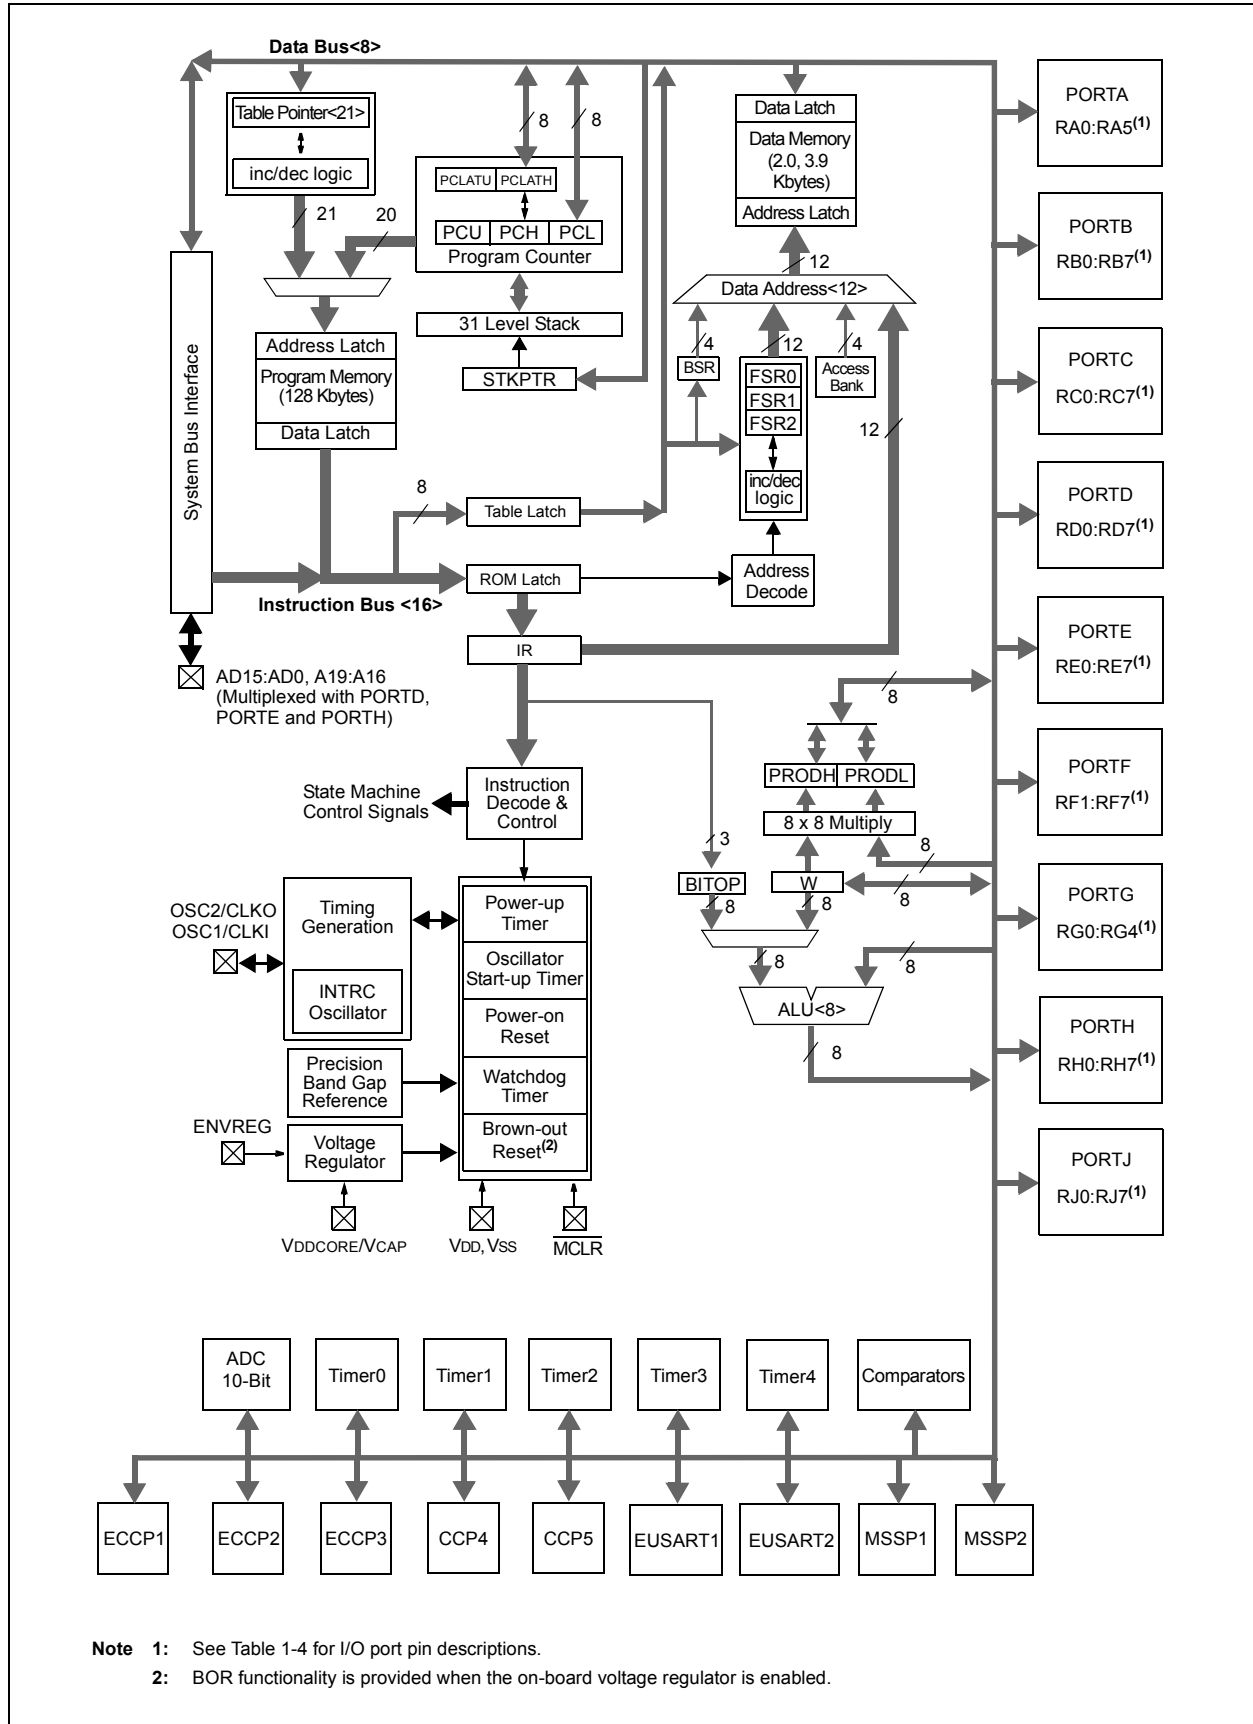 Data Bus<8>
Table Pointer<21>
inc/dec logic
21
20
8
8
PCLATU PCLATH
PCU PCH PCL
Program Counter
31 Level Stack
STKPTR
Data Latch
Data Memory
(2.0, 3.9
Kbytes)
Address Latch
12
Data Address<12>
4
12
4
BSR
FSR0
FSR1
FSR2
inc/dec
logic
Access
Bank
12
System Bus Interface
Address Latch
Program Memory
(128 Kbytes)
Data Latch
8
Table Latch
ROM Latch
Instruction Bus <16>
Address
Decode
IR
AD15:AD0, A19:A16
(Multiplexed with PORTD,
PORTE and PORTH)
8
PRODH PRODL
8 x 8 Multiply
State Machine
Control Signals
Instruction
Decode &
Control
3
8
BITOP
W
8
8
8
8
8
ALU<8>
8
OSC2/CLKO
OSC1/CLKI
Timing
Generation
INTRC
Oscillator
Power-up
Timer
Oscillator
Start-up Timer
Power-on
Reset
Watchdog
Timer
Brown-out
Reset(2)
Precision
Band Gap
Reference
ENVREG
Voltage
Regulator
VDDCORE/VCAP
VDD, VSS
MCLR
PORTA
RA0:RA5(1)
PORTB
RB0:RB7(1)
PORTC
RC0:RC7(1)
PORTD
RD0:RD7(1)
PORTE
RE0:RE7(1)
PORTF
RF1:RF7(1)
PORTG
RG0:RG4(1)
PORTH
RH0:RH7(1)
PORTJ
RJ0:RJ7(1)
ADC
10-Bit
Timer0
Timer1
Timer2
Timer3
Timer4
Comparators
ECCP1
ECCP2
ECCP3
CCP4
CCP5
EUSART1
EUSART2
MSSP1
MSSP2
Note 1: See Table 1-4 for I/O port pin descriptions.
2: BOR functionality is provided when the on-board voltage regulator is enabled.